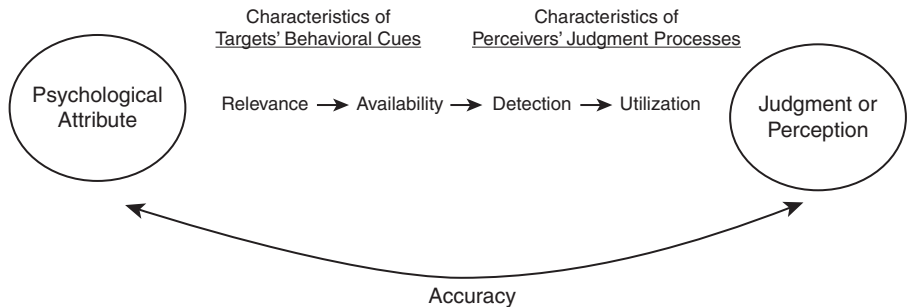 Characteristics of
Targets' Behavioral Cues
Characteristics of
Perceivers' Judgment Processes
Psychological
Attribute
Relevance
Availability
Detection
Utilization
Judgment or
Perception
Accuracy